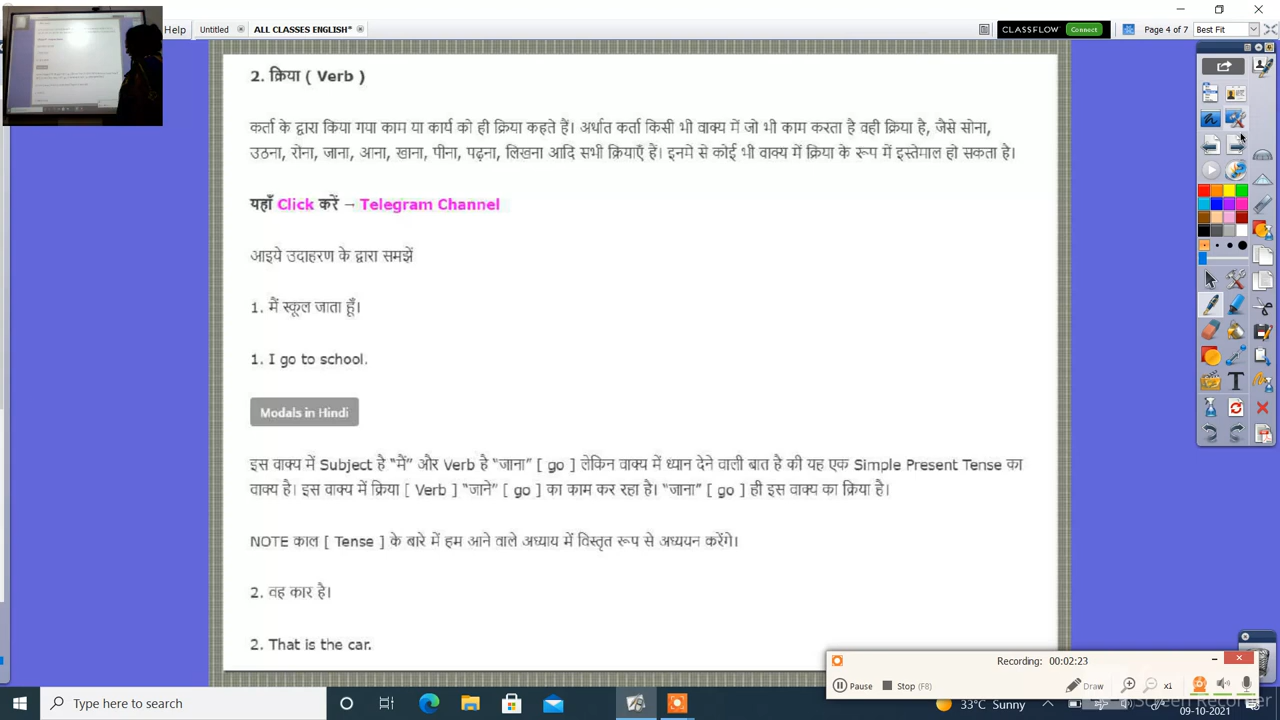 Help
Untitled
ALL CLASSES ENGLISH*
CLASSFLOW
Connect
Page 4 of 7
Best Fit
2. क्रिया ( Verb )
कर्ता के द्वारा किया गया काम या कार्य को ही क्रिया कहते हैं। अर्थात कर्ता किसी भी वाक्य में जो भी काम करता है वही क्रिया है, जैसे सोना,
उठना, रोना, जाना, आना, खाना, पीना, पढ़ना, लिखना आदि सभी क्रियाएँ हें। इनमे से कोई भी वाक्य में क्रिया के रूप में इस्तेमाल हो सकता है।
यहाँ Click करें → Telegram Channel
आइये उदाहरण के द्वारा समझें
1. मैं स्कूल जाता हूँ।
1. I go to school.
Modals in Hindi
इस वाक्य में Subject है “मैं” और Verb है “जाना” [ go ] लेकिन वाक्य में ध्यान देने वाली बात है की यह एक Simple Present Tense का
वाक्य है। इस वाक्य में क्रिया [ Verb ] “जाने” [ go ] का काम कर रहा है। “जाना” [ go ] ही इस वाक्य का क्रिया है।
NOTE काल [ Tense ] के बारे में हम आने वाले अध्याय में विस्तृत रूप से अध्ययन करेंगे।
2. वह कार है।
2. That is the car.
Recording: 00:02:23
Pause
Stop (F8)
Draw
x1
Screen Recorder
Type here to search
33°C Sunny
09-10-2021